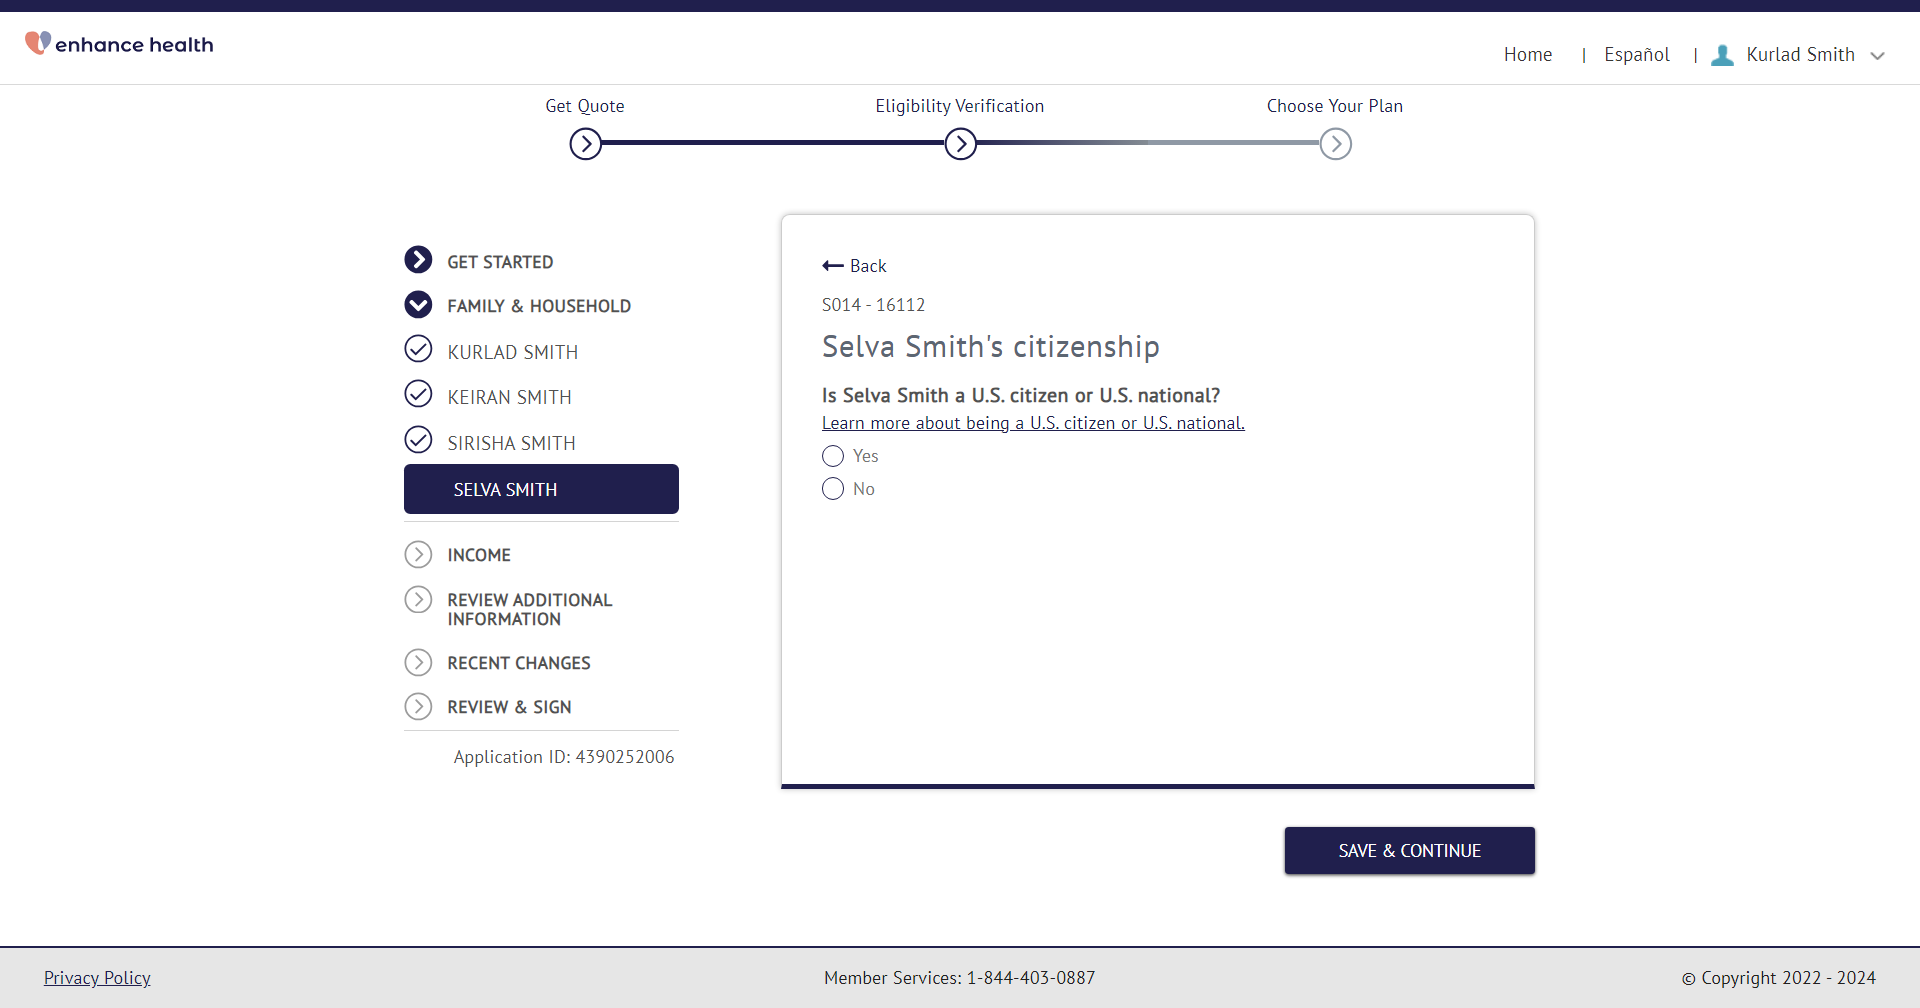 enhance health
Home | Español | Kurlad Smith
Get Quote
Eligibility Verification
Choose Your Plan
GET STARTED
FAMILY & HOUSEHOLD
KURLAD SMITH
KEIRAN SMITH
SIRISHA SMITH
SELVA SMITH
INCOME
REVIEW ADDITIONAL
INFORMATION
RECENT CHANGES
REVIEW & SIGN
Application ID: 4390252006
Back
S014 - 16112
Selva Smith's citizenship
Is Selva Smith a U.S. citizen or U.S. national?
Learn more about being a U.S. citizen or U.S. national.
Yes
No
SAVE & CONTINUE
Privacy Policy
Member Services: 1-844-403-0887
© Copyright 2022 - 2024